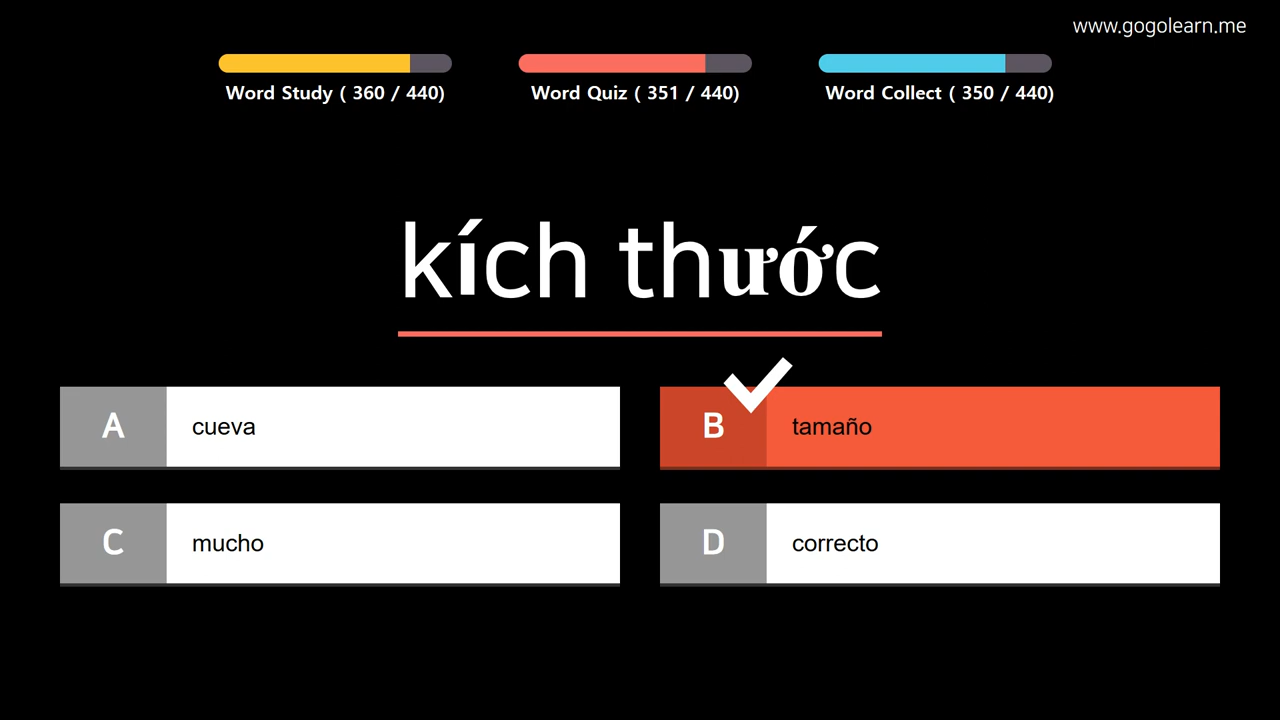 www.gogolearn.me
Word Study ( 360 / 440)
Word Quiz ( 351 / 440)
Word Collect ( 350 / 440)
kích thước
A cueva
B tamaño
C mucho
D correcto